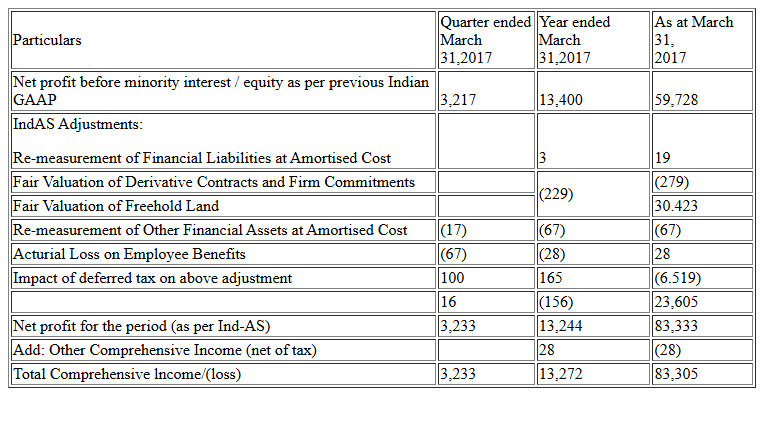 Particulars
Quarter ended
March
31,2017
Year ended
March
31,2017
As at March
31,
2017
Net profit before minority interest / equity as per previous Indian
GAAP
3,217
13,400
59,728
IndAS Adjustments:
Re-measurement of Financial Liabilities at Amortised Cost
3
19
Fair Valuation of Derivative Contracts and Firm Commitments
(229)
(279)
Fair Valuation of Freehold Land
30.423
Re-measurement of Other Financial Assets at Amortised Cost
(17)
(67)
(67)
Acturial Loss on Employee Benefits
(67)
(28)
28
Impact of deferred tax on above adjustment
100
165
(6.519)
16
(156)
23,605
Net profit for the period (as per Ind-AS)
3,233
13,244
83,333
Add: Other Comprehensive Income (net of tax)
28
(28)
Total Comprehensive lncome/(loss)
3,233
13,272
83,305